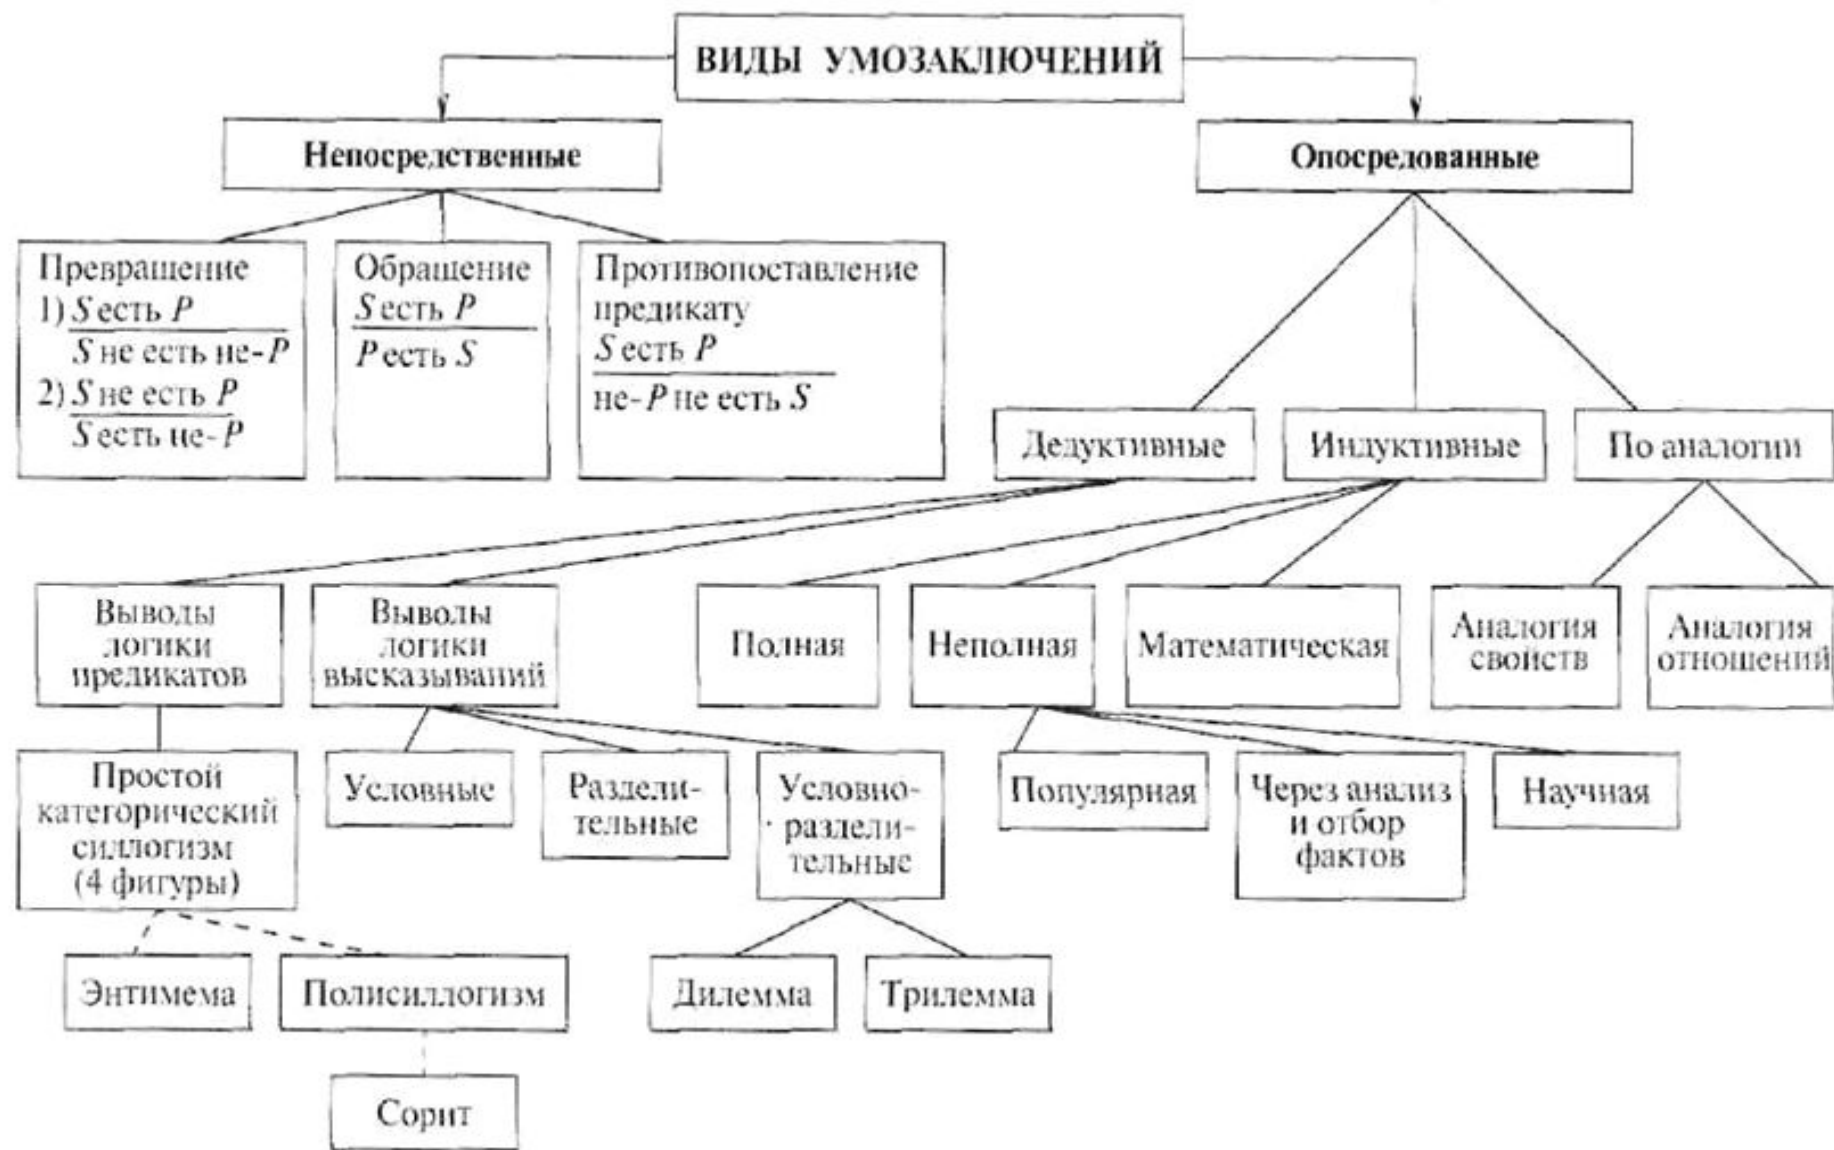 ВИДЫ УМОЗАКЛЮЧЕНИЙ
Непосредственные
Опосредованные
Превращение
1) S есть P
S не есть не-P
2) S не есть P
S есть не-P
Обращение
S есть P
P есть S
Противопоставление
предикату
S есть P
не-P не есть S
Дедуктивные
Индуктивные
По аналогии
Выводы
логики
предикатов
Выводы
логики
высказываний
Полная
Неполная
Математическая
Аналогия
свойств
Аналогия
отношений
Простой
категорический
силлогизм
(4 фигуры)
Условные
Раздели-
тельные
Условно-
раздели-
тельные
Популярная
Через анализ
и отбор
фактов
Научная
Энтимема
Полисиллогизм
Дилемма
Трилемма
Сорит